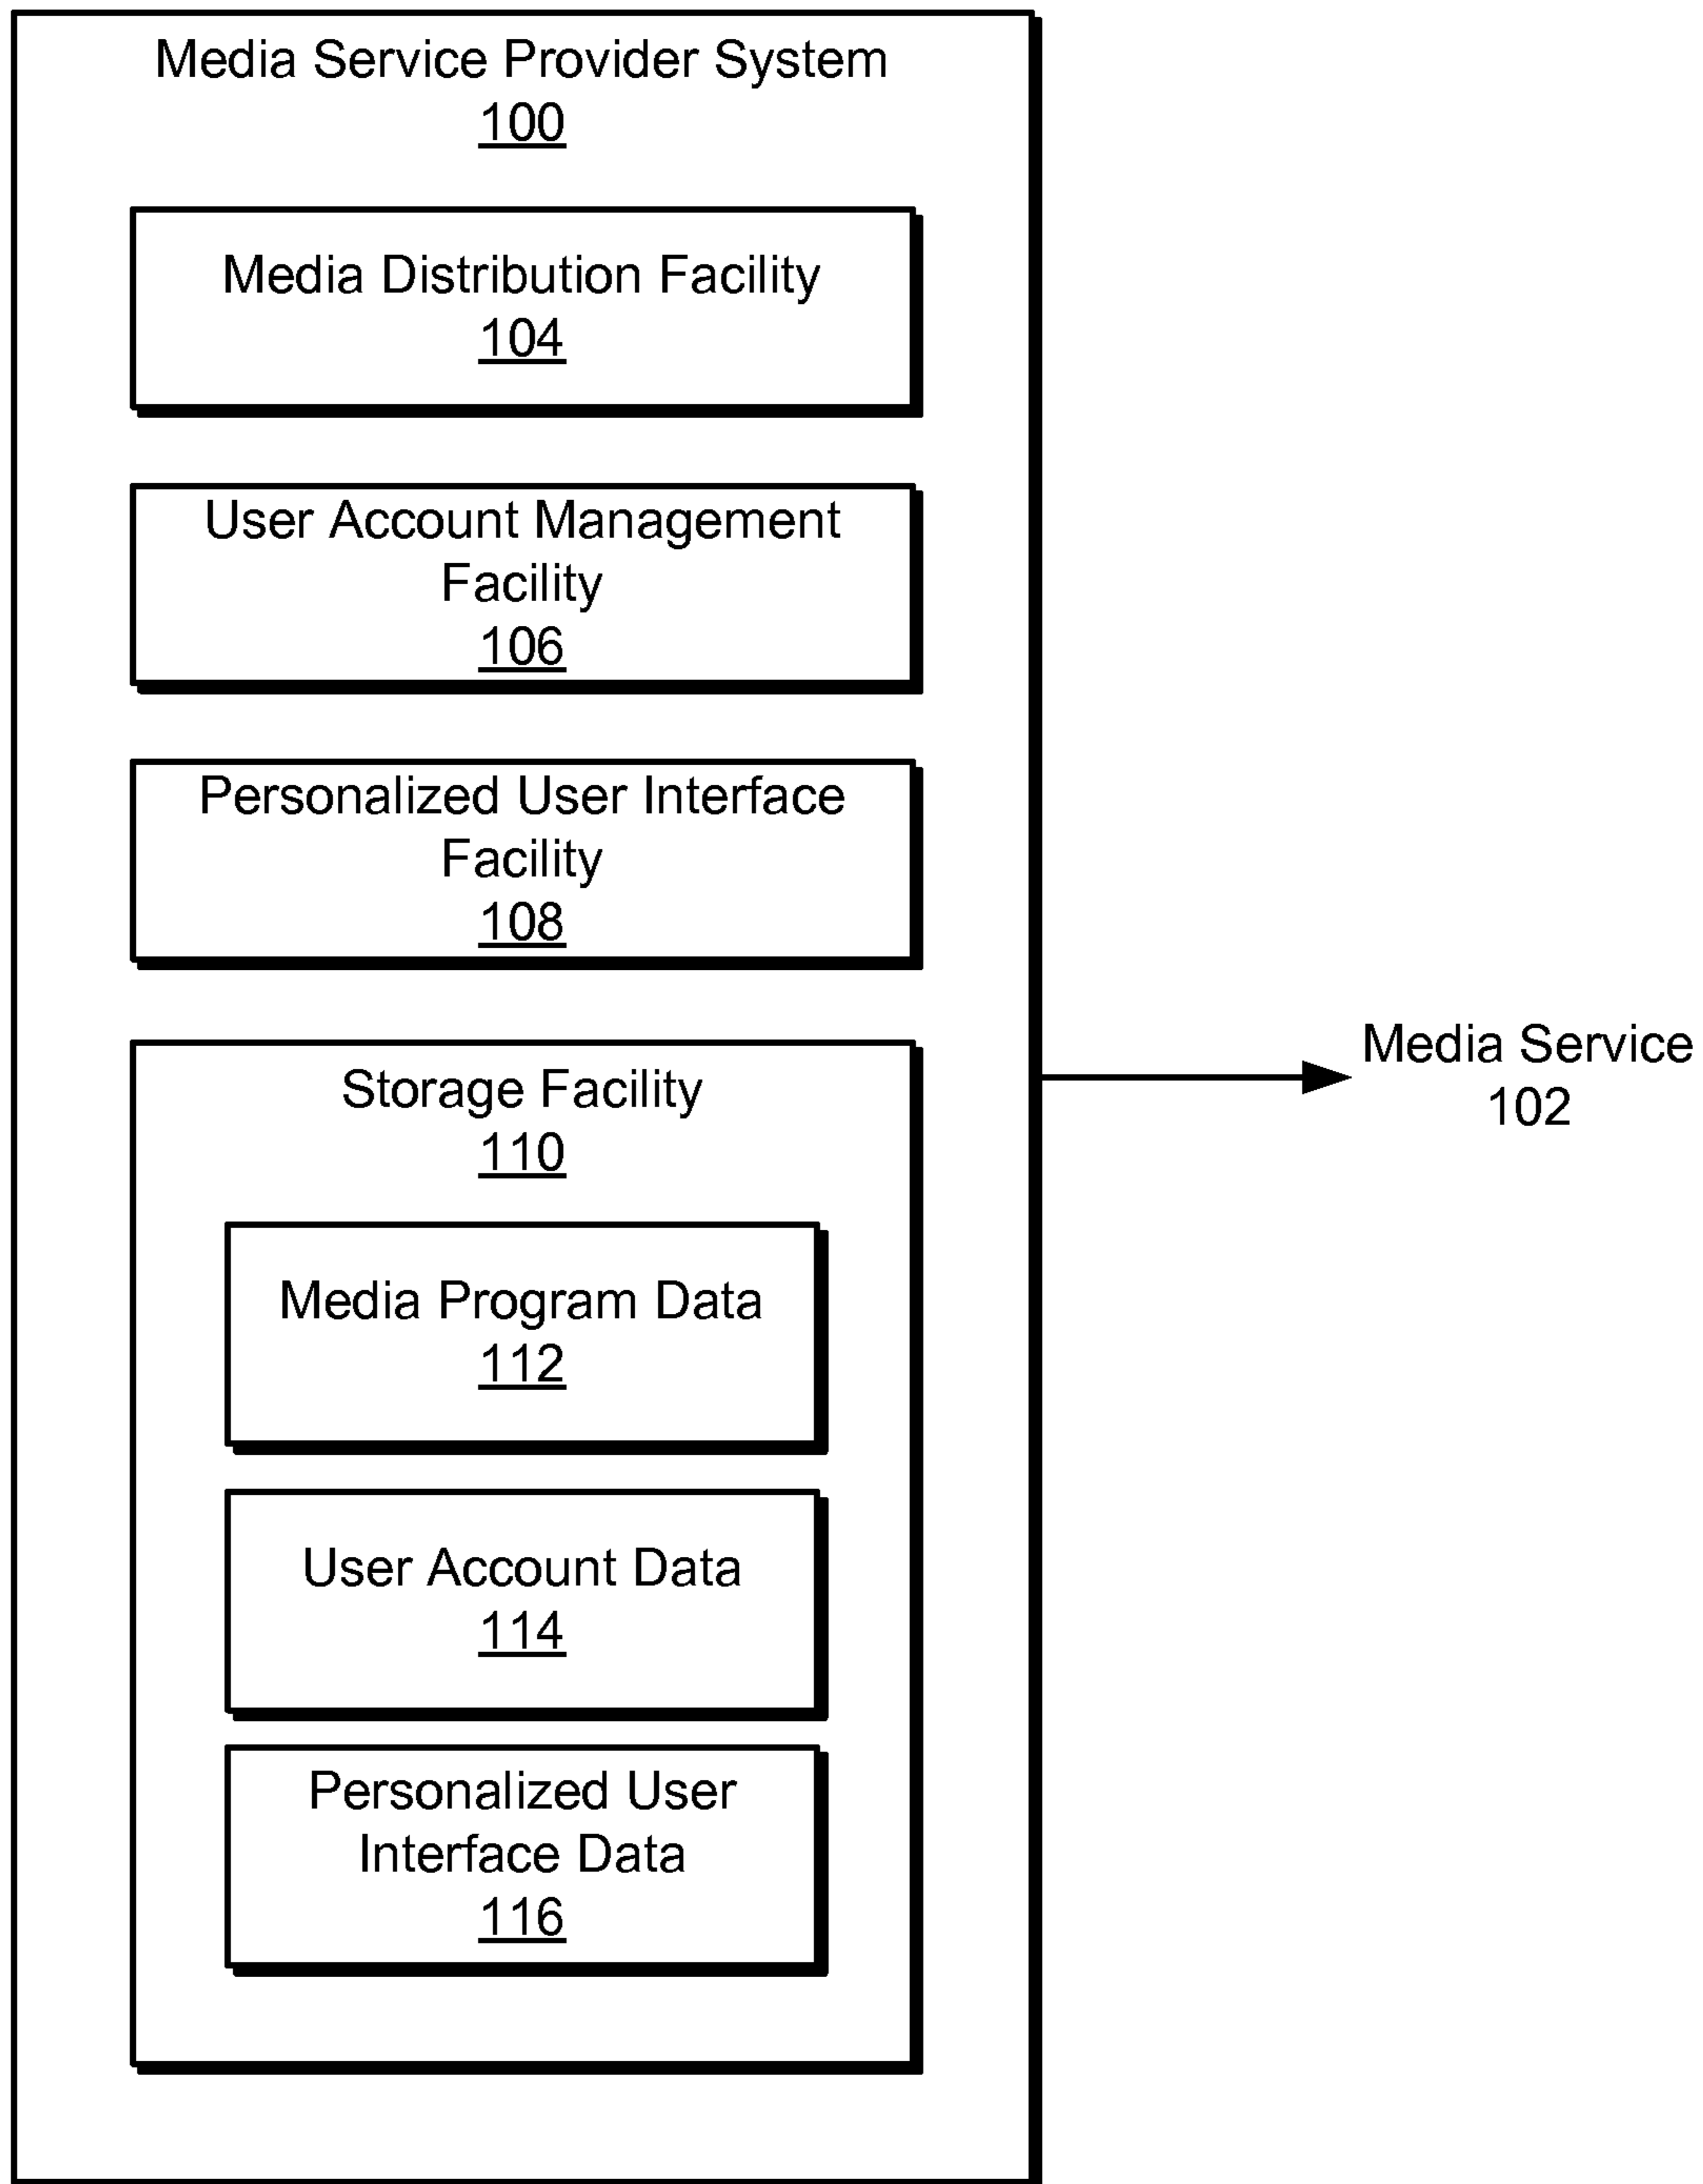 Media Service Provider System
100
Media Distribution Facility
104
User Account Management
Facility
106
Personalized User Interface
Facility
108
Storage Facility
110
Media Program Data
112
User Account Data
114
Personalized User
Interface Data
116
Media Service
102